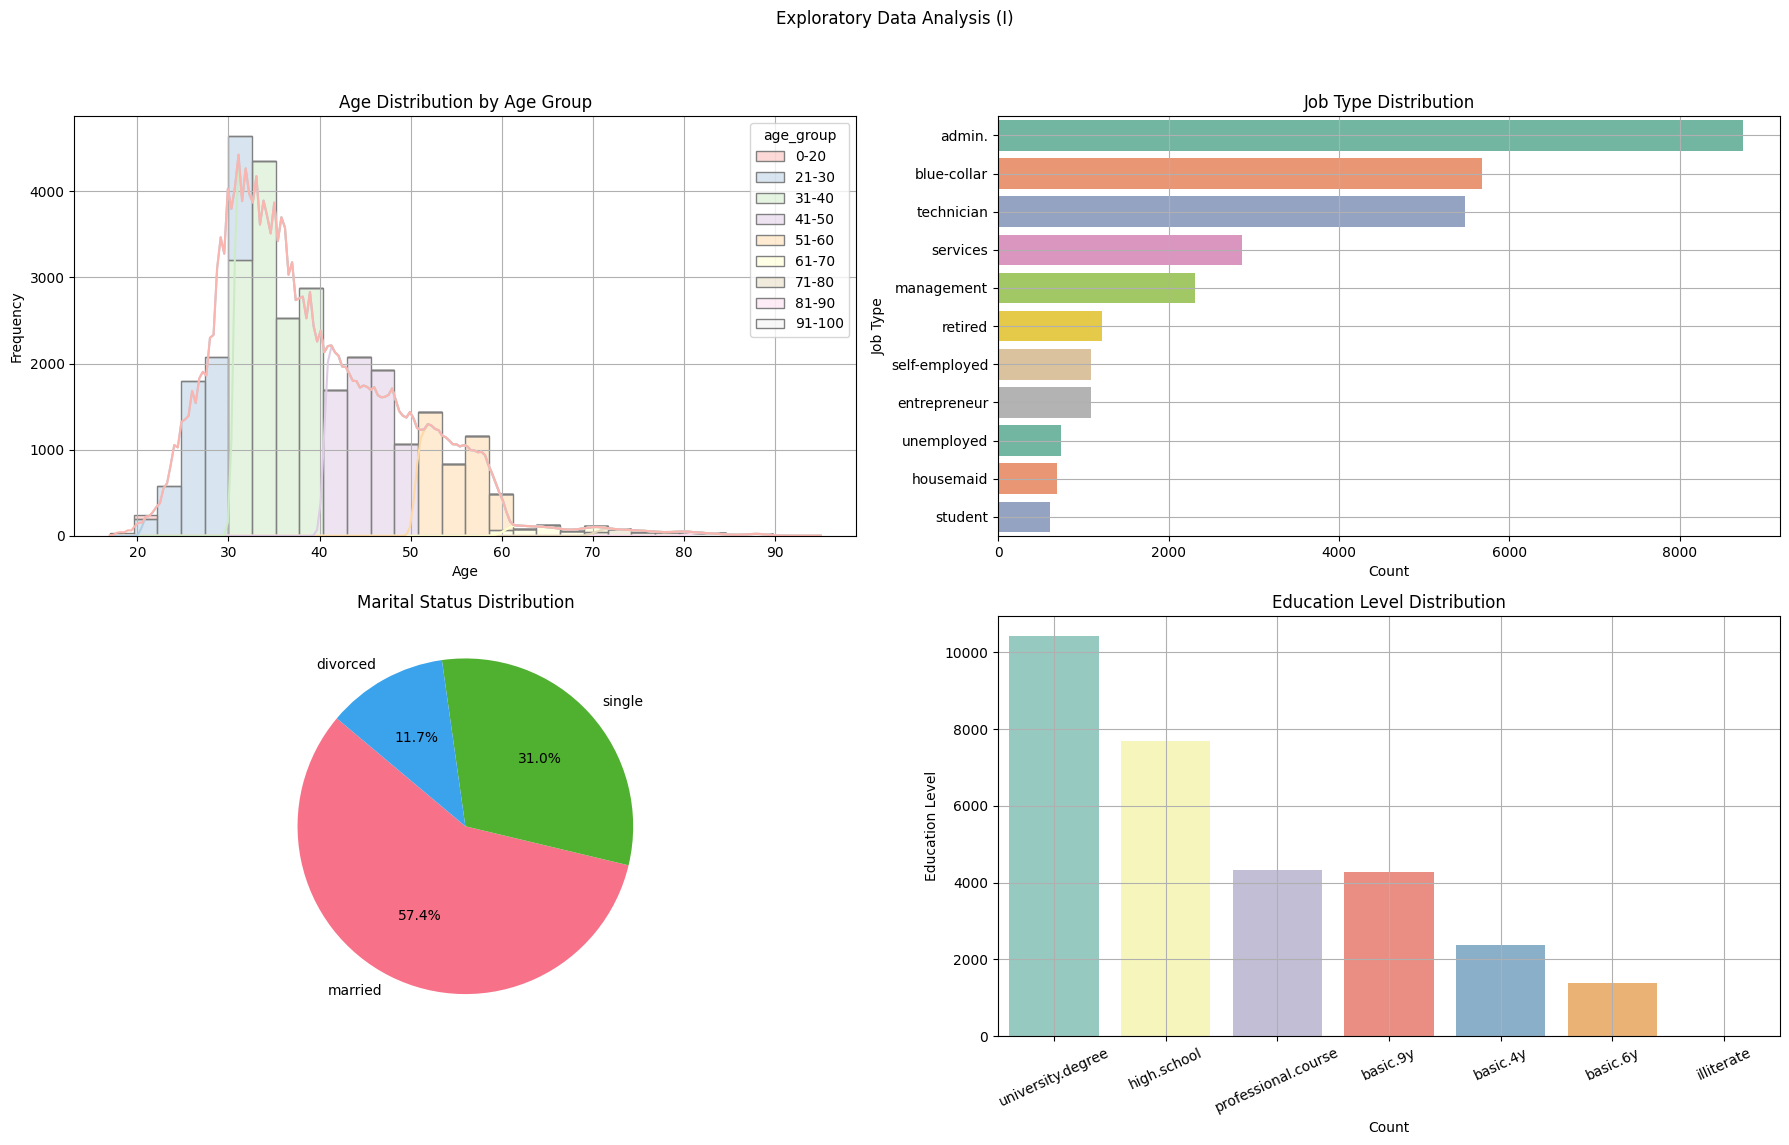 Exploratory Data Analysis (I)
Age Distribution by Age Group
Frequency
4000
3000
2000
1000
0
20
30
40
50
60
70
80
90
Age
age_group
0-20
21-30
31-40
41-50
51-60
61-70
71-80
81-90
91-100
Job Type Distribution
Job Type
admin.
blue-collar
technician
services
management
retired
self-employed
entrepreneur
unemployed
housemaid
student
0
2000
4000
6000
8000
Count
Marital Status Distribution
divorced
single
11.7%
31.0%
57.4%
married
Education Level Distribution
Education Level
10000
8000
6000
4000
2000
0
university.degree
high.school
professional.course
basic.9y
basic.4y
basic.6y
illiterate
Count